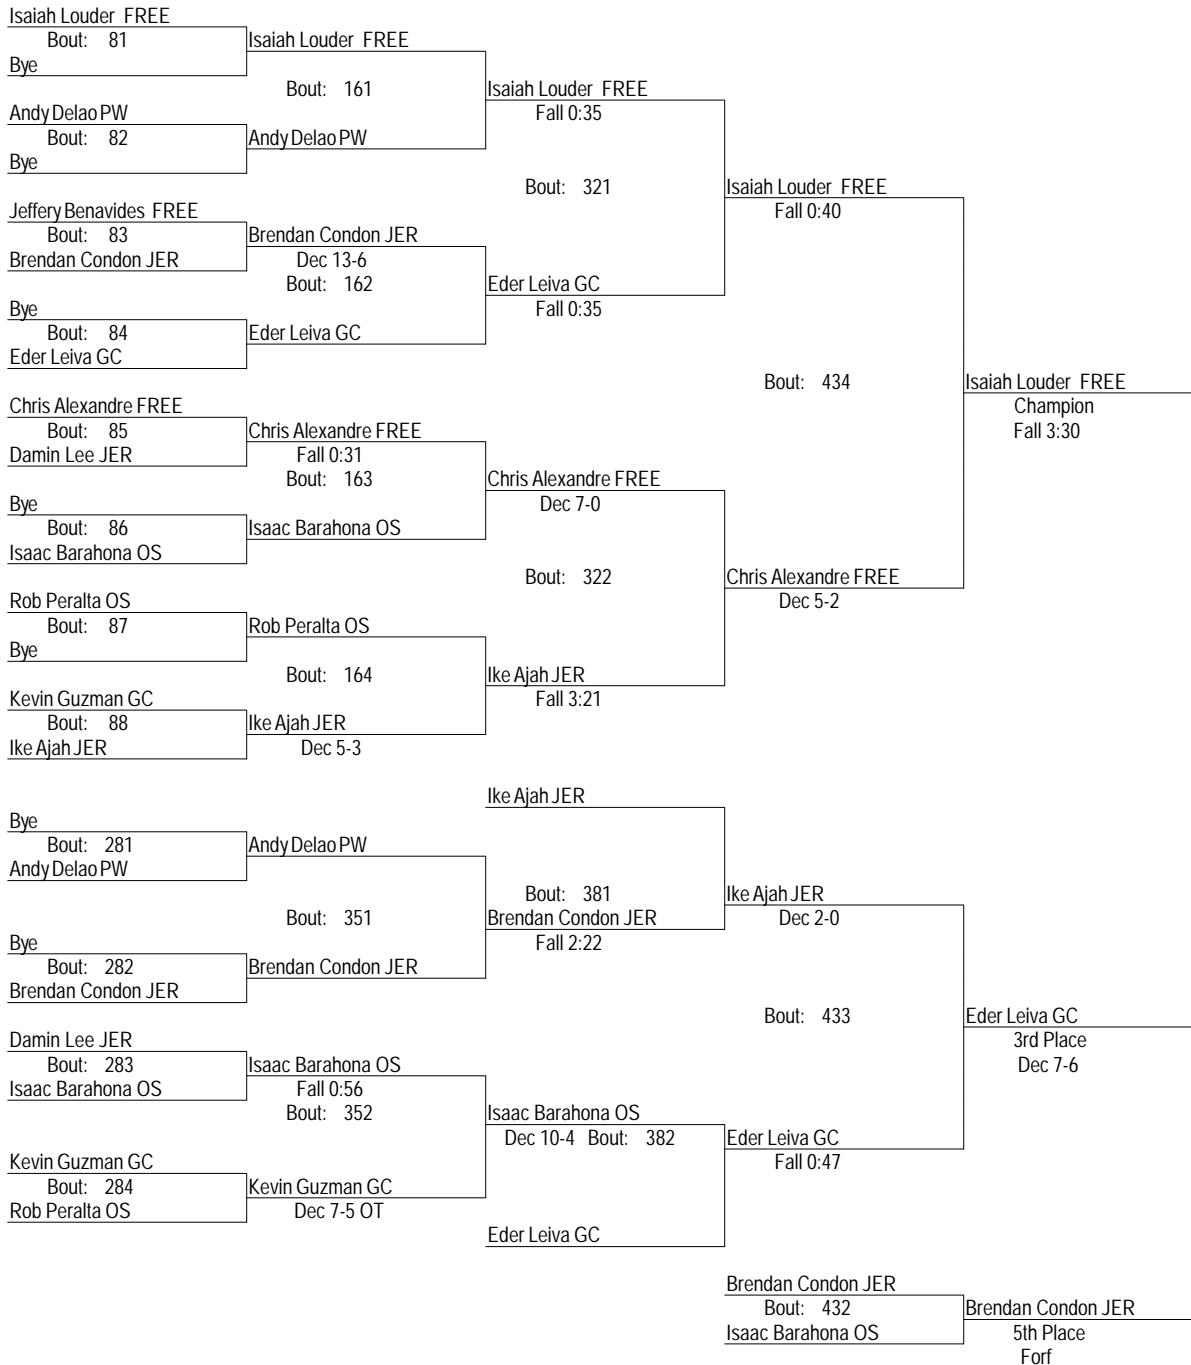 Isaiah Louder  FREE
Bout:  81
Isaiah Louder  FREE
Bye
Bout:  161
Isaiah Louder  FREE
Andy Delao PW
Fall 0:35
Bout:  82
Andy Delao PW
Bye
Bout:  321
Isaiah Louder  FREE
Jeffery Benavides  FREE
Fall 0:40
Bout:  83
Brendan Condon JER
Brendan Condon JER
Dec 13-6
Bout:  162
Eder Leiva GC
Bye
Fall 0:35
Bout:  84
Eder Leiva GC
Eder Leiva GC
Bout:  434
Isaiah Louder  FREE
Chris Alexandre FREE
Champion
Bout:  85
Chris Alexandre FREE
Fall 3:30
Damin Lee JER
Fall 0:31
Bout:  163
Chris Alexandre FREE
Bye
Dec 7-0
Bout:  86
Isaac Barahona OS
Isaac Barahona OS
Bout:  322
Chris Alexandre FREE
Rob Peralta OS
Dec 5-2
Bout:  87
Rob Peralta OS
Bye
Bout:  164
Ike Ajah JER
Kevin Guzman GC
Fall 3:21
Bout:  88
Ike Ajah JER
Ike Ajah JER
Dec 5-3
Ike Ajah JER
Bye
Bout:  281
Andy Delao PW
Andy Delao PW
Bout:  381
Ike Ajah JER
Bout:  351
Brendan Condon JER
Dec 2-0
Bye
Fall 2:22
Bout:  282
Brendan Condon JER
Brendan Condon JER
Bout:  433
Eder Leiva GC
Damin Lee JER
3rd Place
Bout:  283
Isaac Barahona OS
Dec 7-6
Isaac Barahona OS
Fall 0:56
Bout:  352
Isaac Barahona OS
Dec 10-4  Bout:  382
Eder Leiva GC
Kevin Guzman GC
Fall 0:47
Bout:  284
Kevin Guzman GC
Rob Peralta OS
Dec 7-5 OT
Eder Leiva GC
Brendan Condon JER
Bout:  432
Brendan Condon JER
Isaac Barahona OS
5th Place
Forf